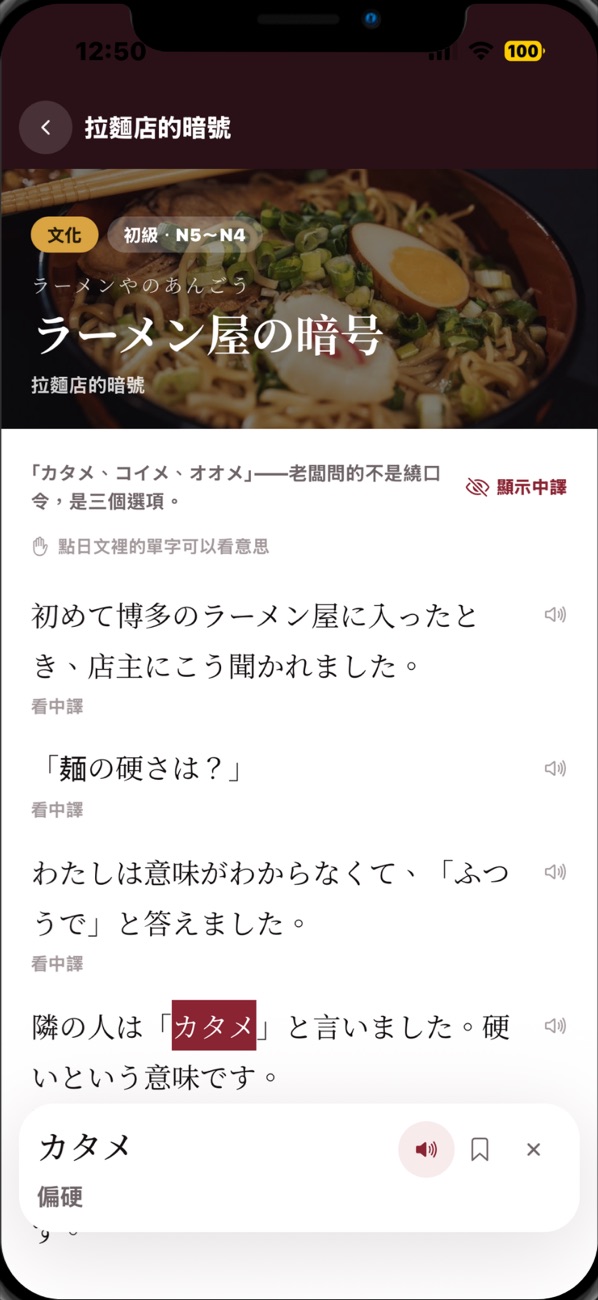 12:50
100
拉麵店的暗號
文化
初級・N5〜N4
ラーメンやのあんごう
ラーメン屋の暗号
拉麵店的暗號
「カタメ、コイメ、オオメ」——老闆問的不是繞口
令，是三個選項。
顯示中譯
點日文裡的單字可以看意思
初めて博多のラーメン屋に入ったと
き、店主にこう聞かれました。
看中譯
「麺の硬さは？」
看中譯
わたしは意味がわからなくて、「ふつ
うで」と答えました。
看中譯
隣の人は「カタメ」と言いました。硬
いという意味です。
カタメ
偏硬
す。